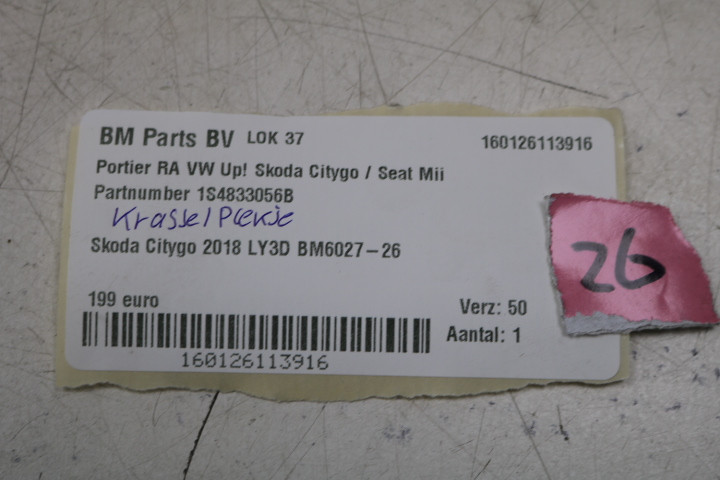 BM Parts BV LOK 37 160126113916
Portier RA VW Up! Skoda Citygo / Seat Mii
Partnumber 1S4833056B
Krasje/Plekje
Skoda Citygo 2018 LY3D BM6027-26
199 euro
Verz: 50
Aantal: 1
160126113916
26